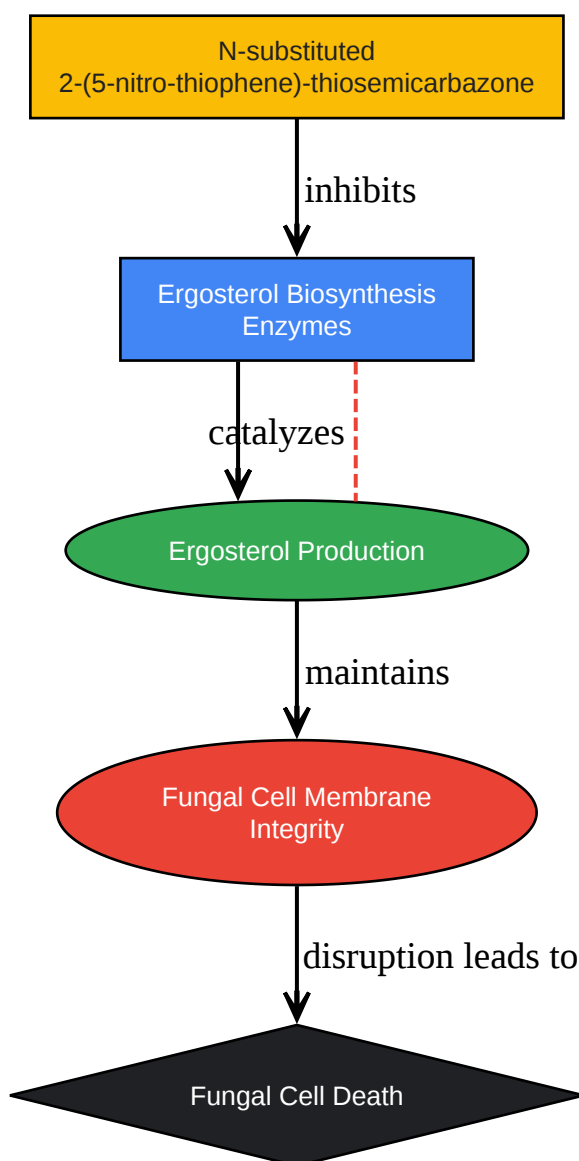 N-substituted
2-(5-nitro-thiophene)-thiosemicarbazone
inhibits
Ergosterol Biosynthesis
Enzymes
catalyzes
Ergosterol Production
maintains
Fungal Cell Membrane
Integrity
disruption leads to
Fungal Cell Death